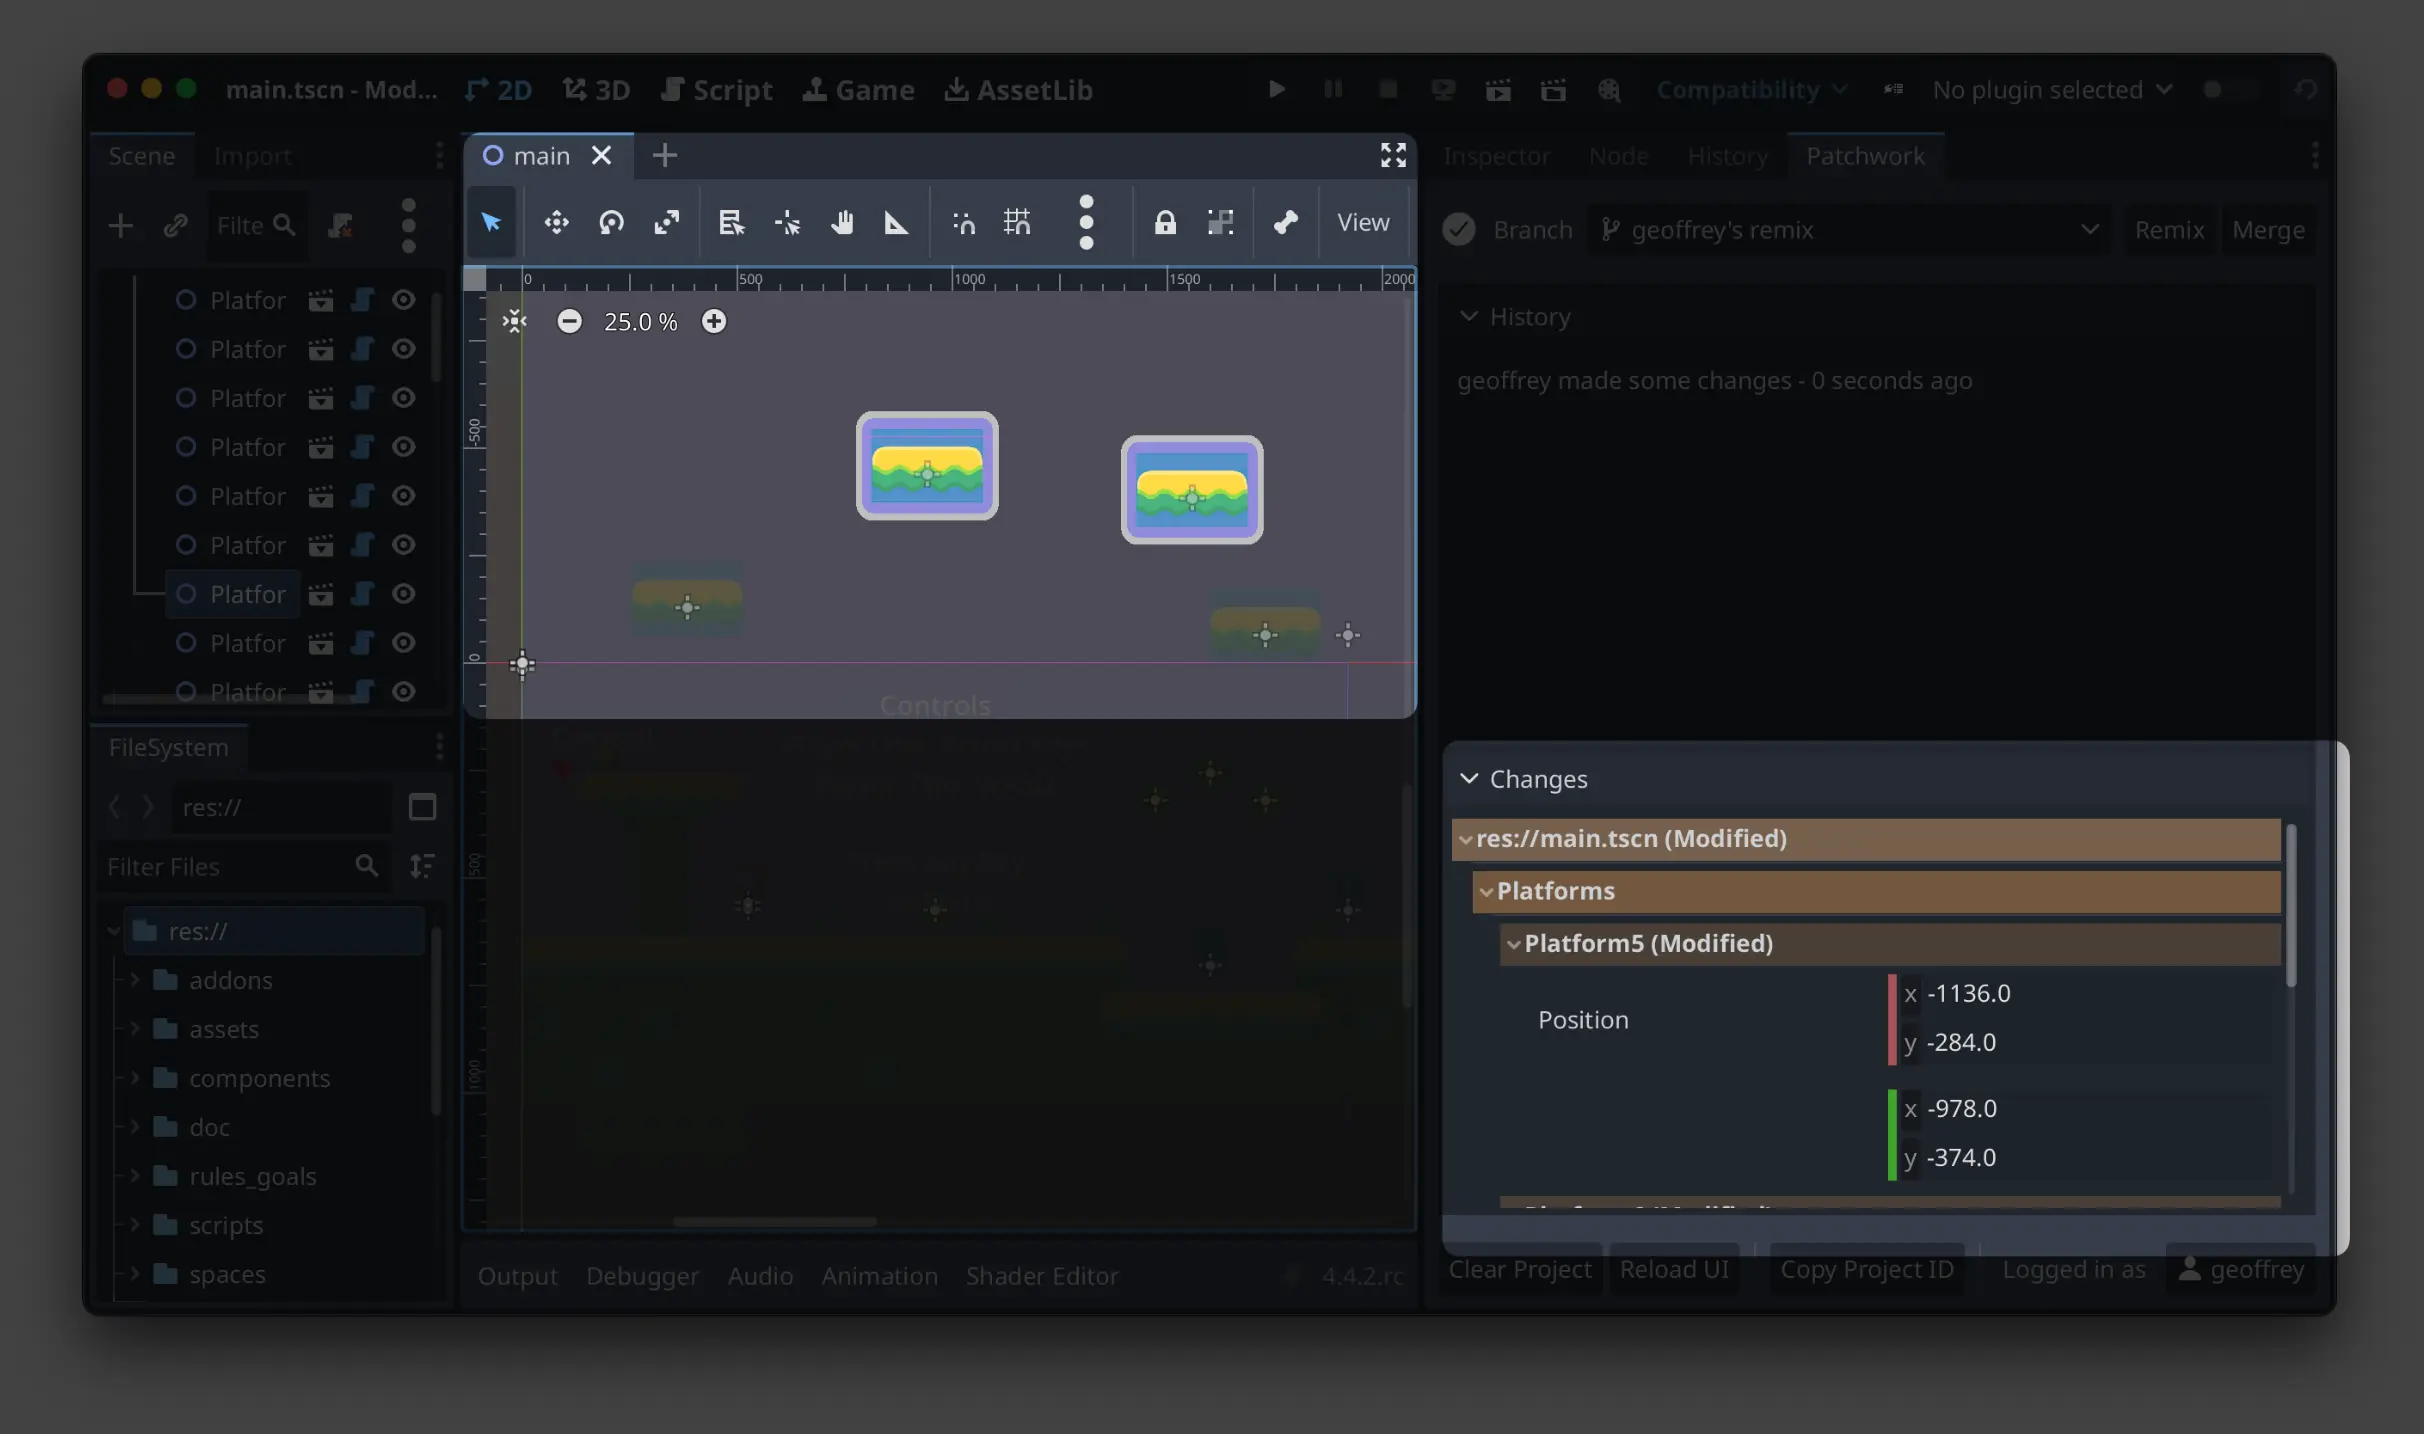 main.tscn - Mod... 2D 3D Script Game AssetLib Compatibility No plugin selected
Scene Import
Filte
Platfor
Platfor
Platfor
Platfor
Platfor
Platfor
Platfor
Platfor
Platfor
FileSystem
res://
Filter Files
res://
addons
assets
components
doc
rules_goals
scripts
spaces
main
View
0 500 1000 1500 2000
25.0 %
-500
0
Controls
500
1000
Output Debugger Audio Animation Shader Editor 4.4.2.rc
Inspector Node History Patchwork
Branch geoffrey's remix Remix Merge
History
geoffrey made some changes - 0 seconds ago
Changes
res://main.tscn (Modified)
Platforms
Platform5 (Modified)
Position
x -1136.0
y -284.0
x -978.0
y -374.0
Clear Project Reload UI Copy Project ID Logged in as geoffrey